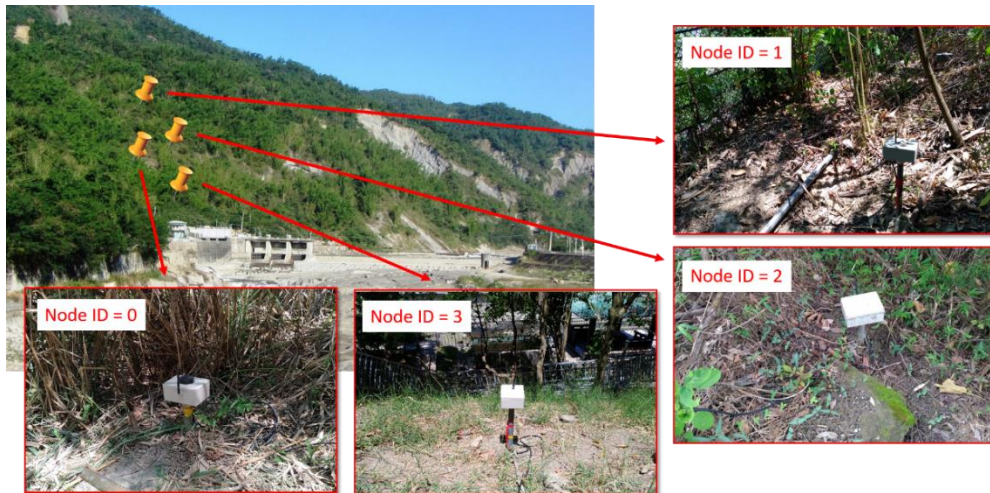 Node ID = 1
Node ID = 2
Node ID = 0
Node ID = 3